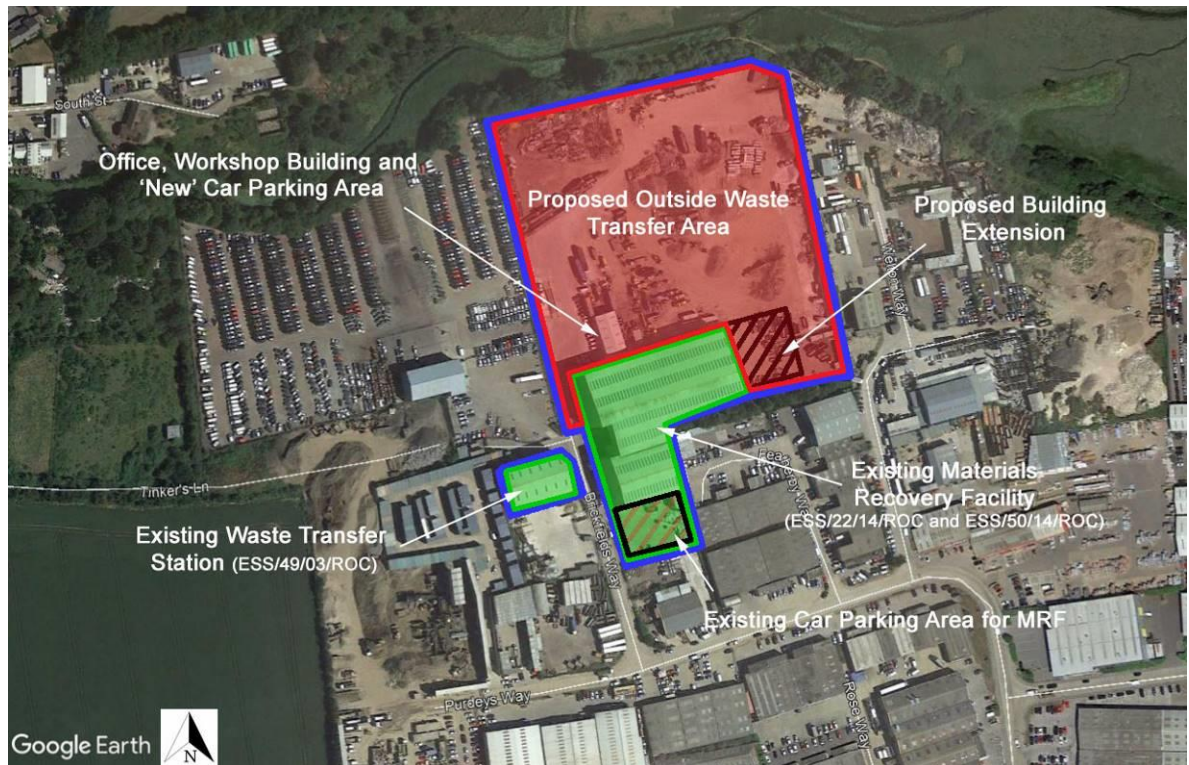 South St
Office, Workshop Building and
‘New’ Car Parking Area
Proposed Outside Waste
Transfer Area
Proposed Building
Extension
Tinker's Ln
Existing Waste Transfer
Station (ESS/49/03/ROC)
Brickfields Way
Existing Materials
Recovery Facility
(ESS/22/14/ROC and ESS/50/14/ROC)
Existing Car Parking Area for MRF
Purdeys Way
Rose Way
Google Earth
N